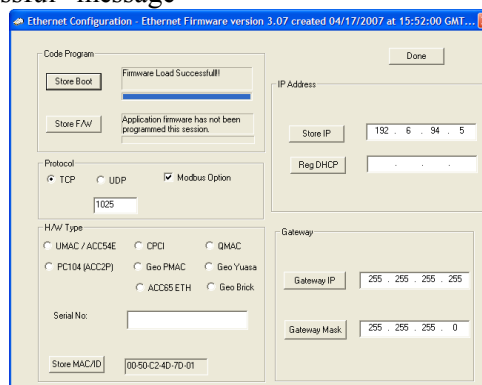 message
Ethernet Configuration - Ethernet Firmware version 3.07 created 04/17/2007 at 15:52:00 GMT...
Code Program
Store Boot
Firmware Load Successful!!!
Store F/W
Application firmware has not been
programmed this session.
Done
IP Address
Store IP
192 . 6 . 94 . 5
Reg DHCP
. . .
Protocol
TCP
UDP
Modbus Option
1025
H/W Type
UMAC / ACC54E
CPCI
QMAC
PC104 (ACC2P)
Geo PMAC
Geo Yuasa
ACC65 ETH
Geo Brick
Serial No:
Store MAC/ID
00-50-C2-4D-7D-01
Gateway
Gateway IP
255 . 255 . 255 . 255
Gateway Mask
255 . 255 . 255 . 0